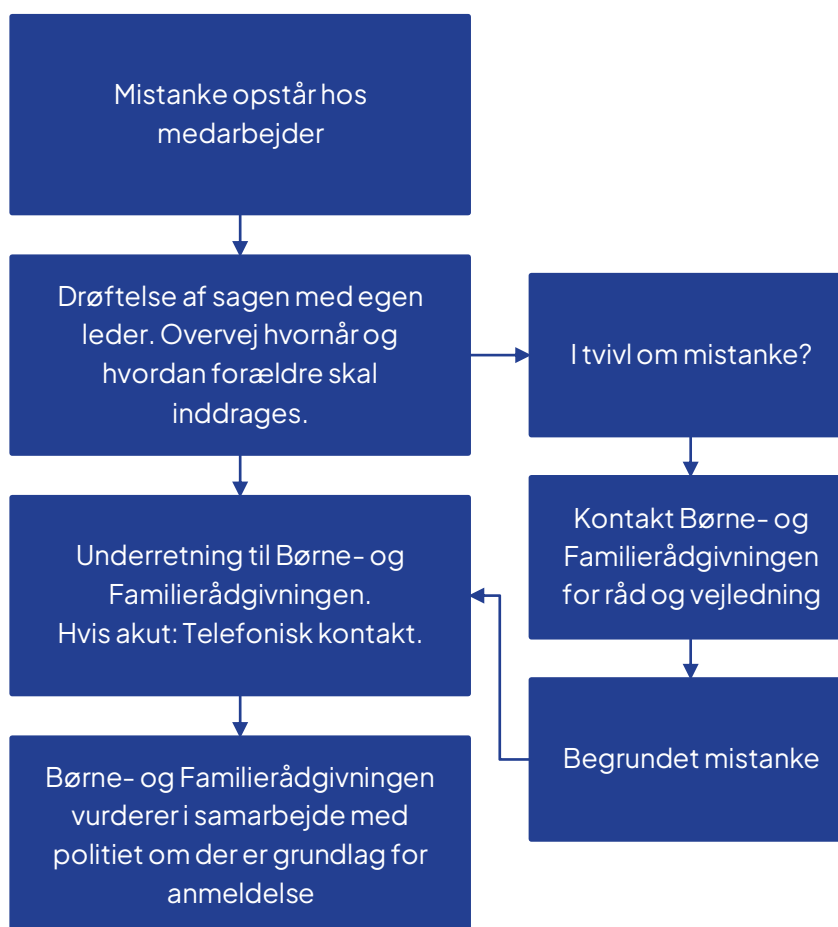 Mistanke opstår hos
medarbejder
Drøftelse af sagen med egen
leder. Overvej hvornår og
hvordan forældre skal
inddrages.
I tvivl om mistanke?
Kontakt Børne- og
Familierådgivningen
for råd og vejledning
Begrundet mistanke
Underretning til Børne- og
Familierådgivningen.
Hvis akut: Telefonisk kontakt.
Børne- og Familierådgivningen
vurderer i samarbejde med
politiet om der er grundlag for
anmeldelse